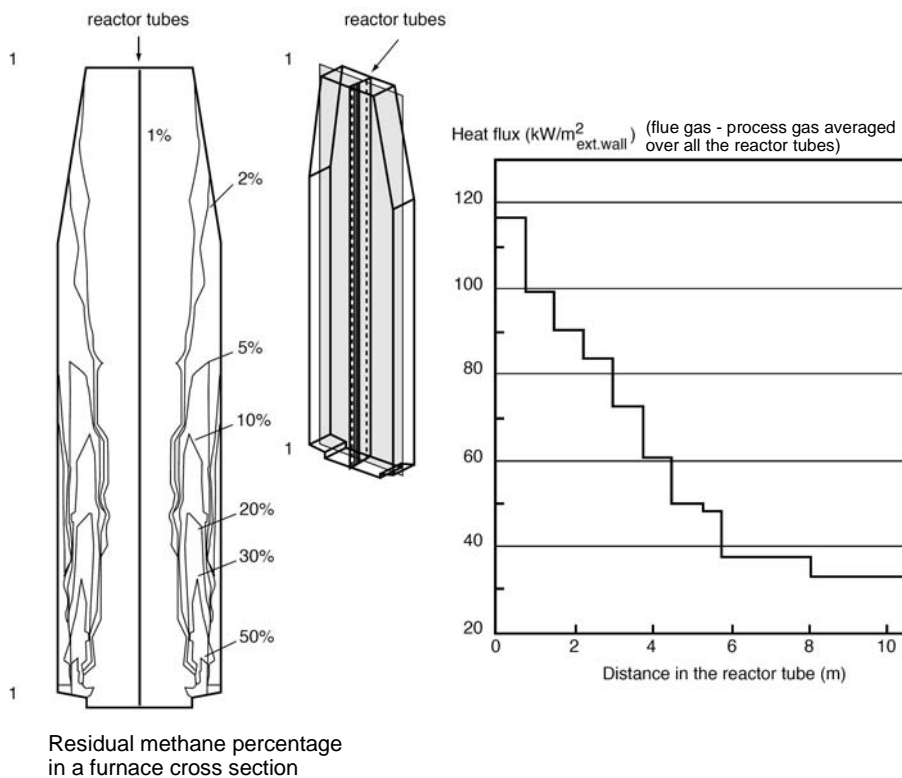 reactor tubes
1
1%
2%
5%
10%
20%
30%
50%
1
Residual methane percentage
in a furnace cross section
reactor tubes
1
1
Heat flux (kW/m²ext.wall) (flue gas - process gas averaged
over all the reactor tubes)
120
100
80
60
40
20
0 2 4 6 8 10
Distance in the reactor tube (m)